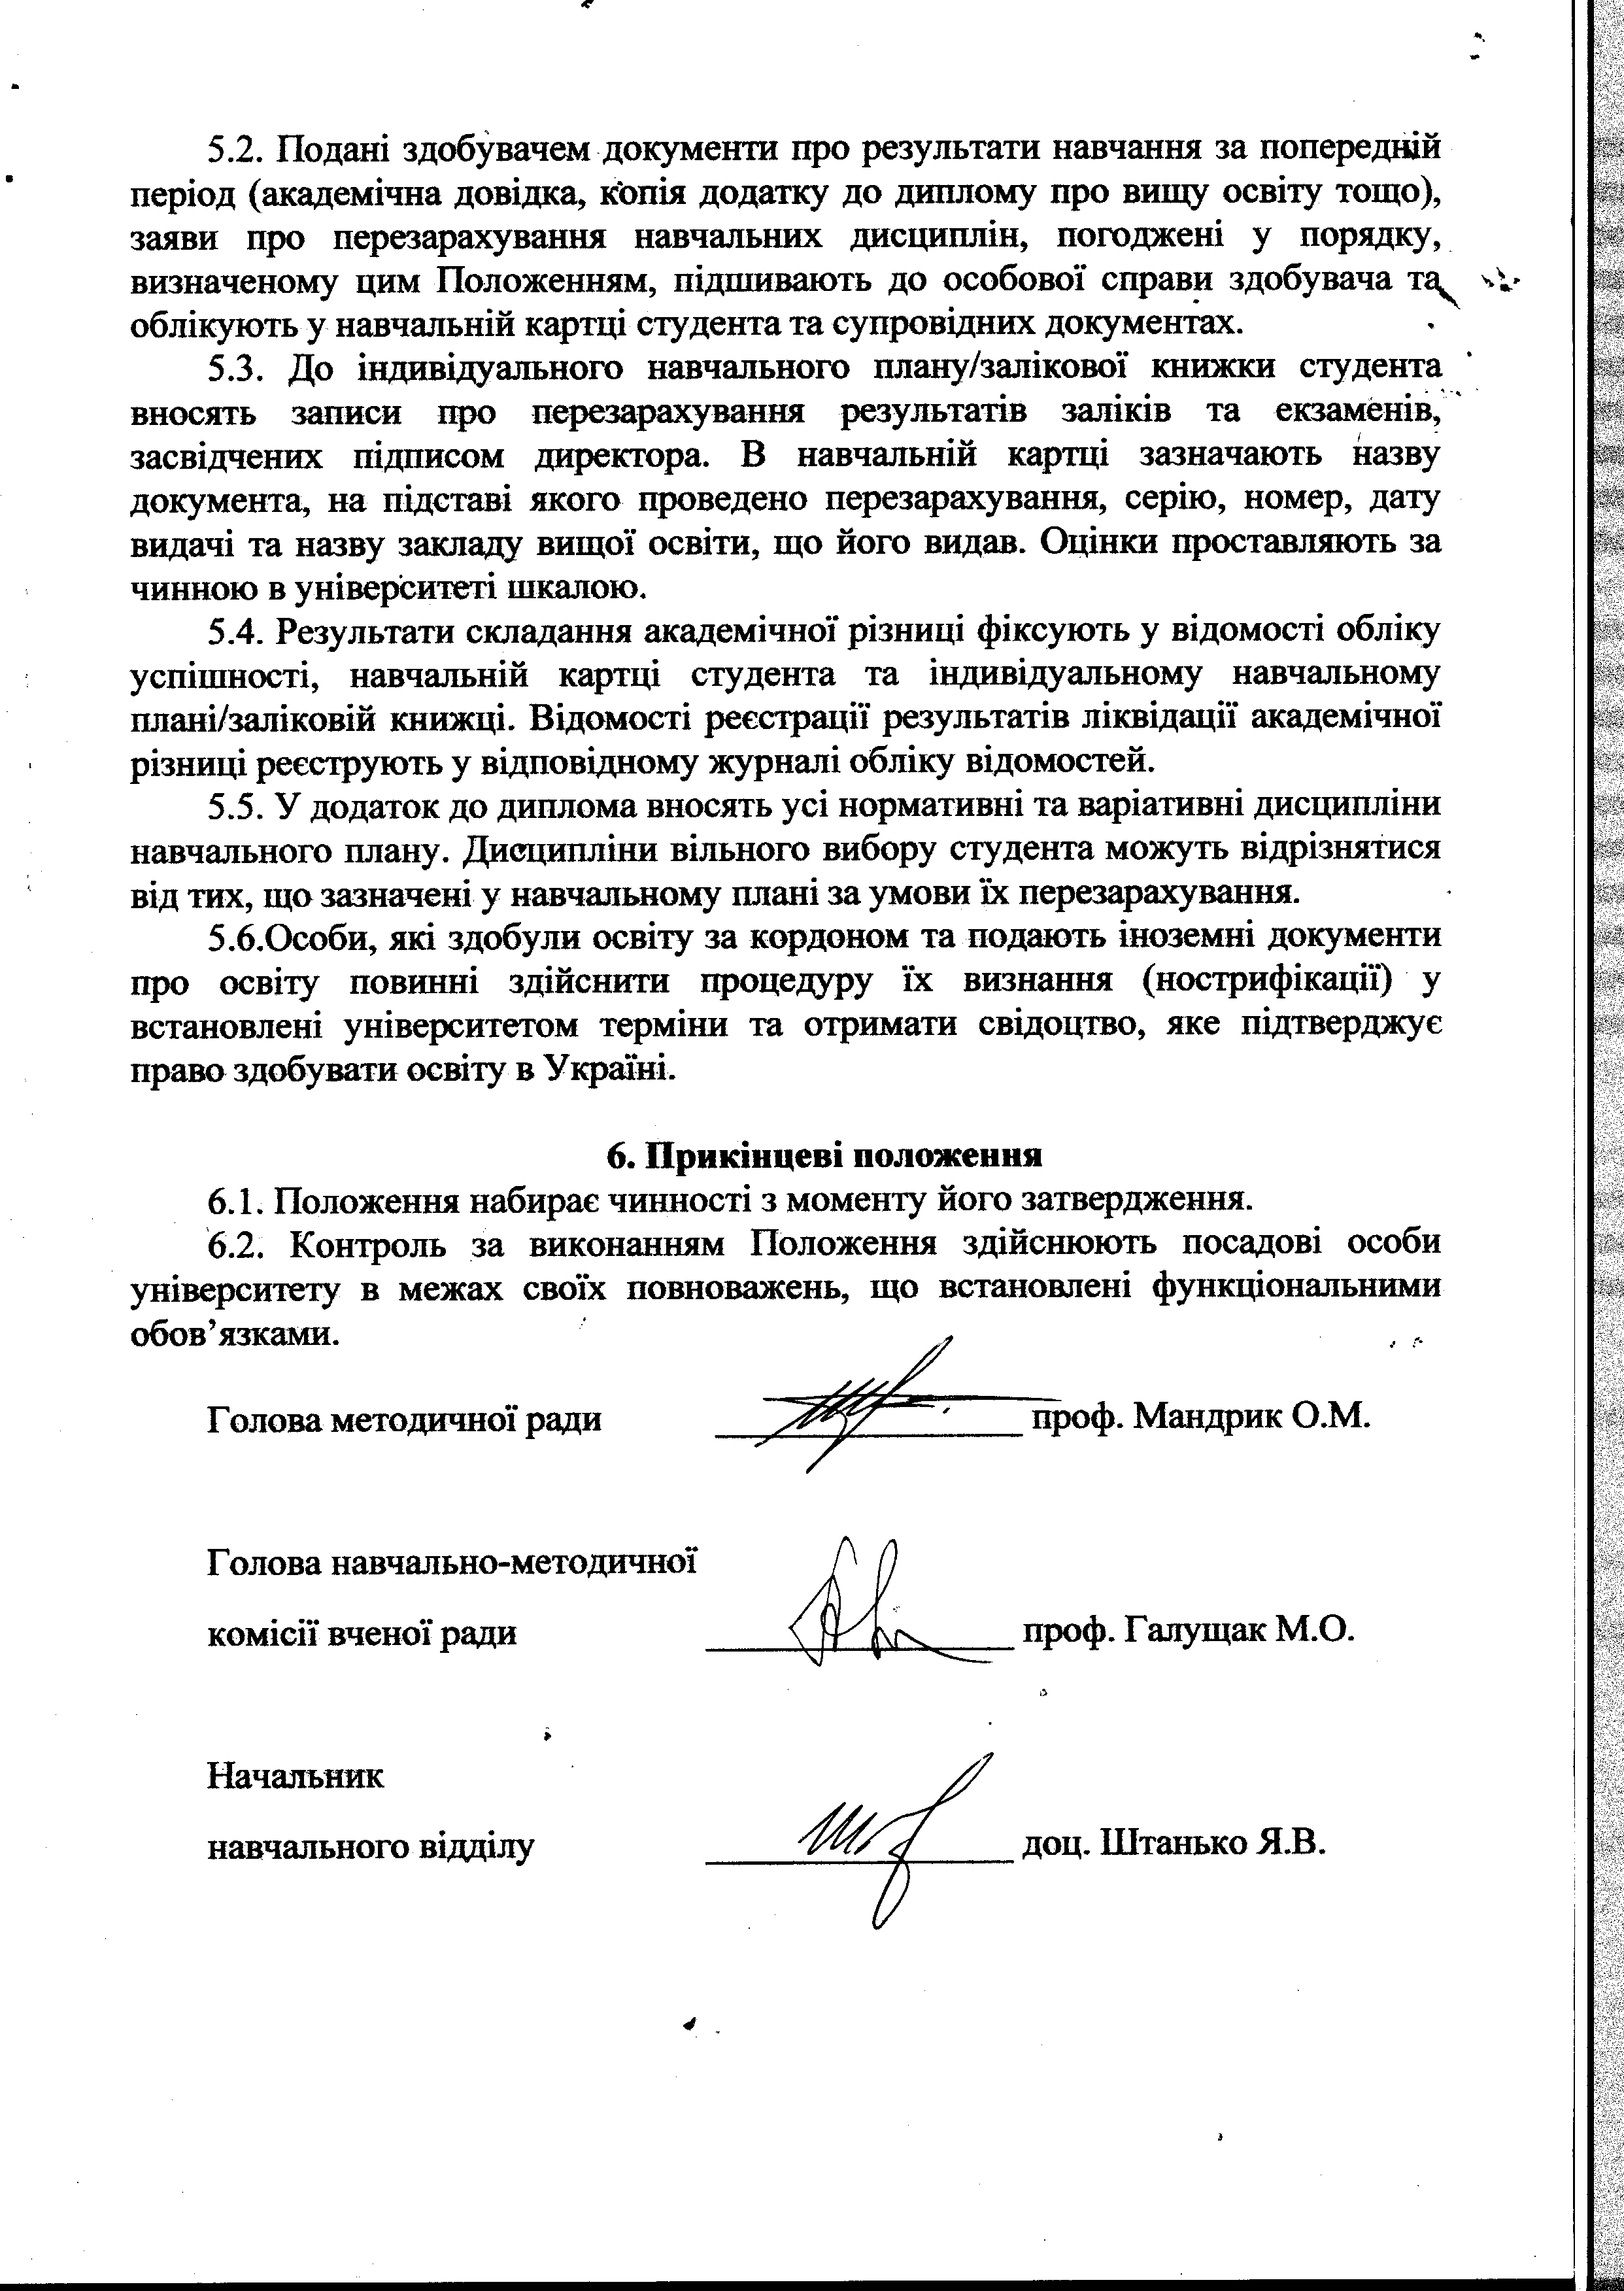 5.2. Подані здобувачем документи про результати навчання за попередній
період (академічна довідка, копія додатку до диплому про вищу освіту тощо),
заяви про перезарахування навчальних дисциплін, погоджені у порядку,
визначеному цим Положенням, підшивають до особової справи здобувача та
облікують у навчальній картці студента та супровідних документах.
5.3. До індивідуального навчального плану/залікової книжки студента
вносять записи про перезарахування результатів заліків та екзаменів,
засвідчених підписом директора. В навчальній картці зазначають назву
документа, на підставі якого проведено перезарахування, серію, номер, дату
видачі та назву закладу вищої освіти, що його видав. Оцінки проставляють за
чинною в університеті шкалою.
5.4. Результати складання академічної різниці фіксують у відомості обліку
успішності, навчальній картці студента та індивідуальному навчальному
плані/заліковій книжці. Відомості реєстрації результатів ліквідації академічної
різниці реєструють у відповідному журналі обліку відомостей.
5.5. У додаток до диплома вносять усі нормативні та варіативні дисципліни
навчального плану. Дисципліни вільного вибору студента можуть відрізнятися
від тих, що зазначені у навчальному плані за умови їх перезарахування.
5.6.Особи, які здобули освіту за кордоном та подають іноземні документи
про освіту повинні здійснити процедуру їх визнання (нострифікації) у
встановлені університетом терміни та отримати свідоцтво, яке підтверджує
право здобувати освіту в Україні.
6. Прикінцеві положення
6.1. Положення набирає чинності з моменту його затвердження.
6.2. Контроль за виконанням Положення здійснюють посадові особи
університету в межах своїх повноважень, що встановлені функціональними
обов’язками.
Голова методичної ради проф. Мандрик О.М.
Голова навчально-методичної
комісії вченої ради проф. Галущак М.О.
Начальник
навчального відділу доц. Штанько Я.В.